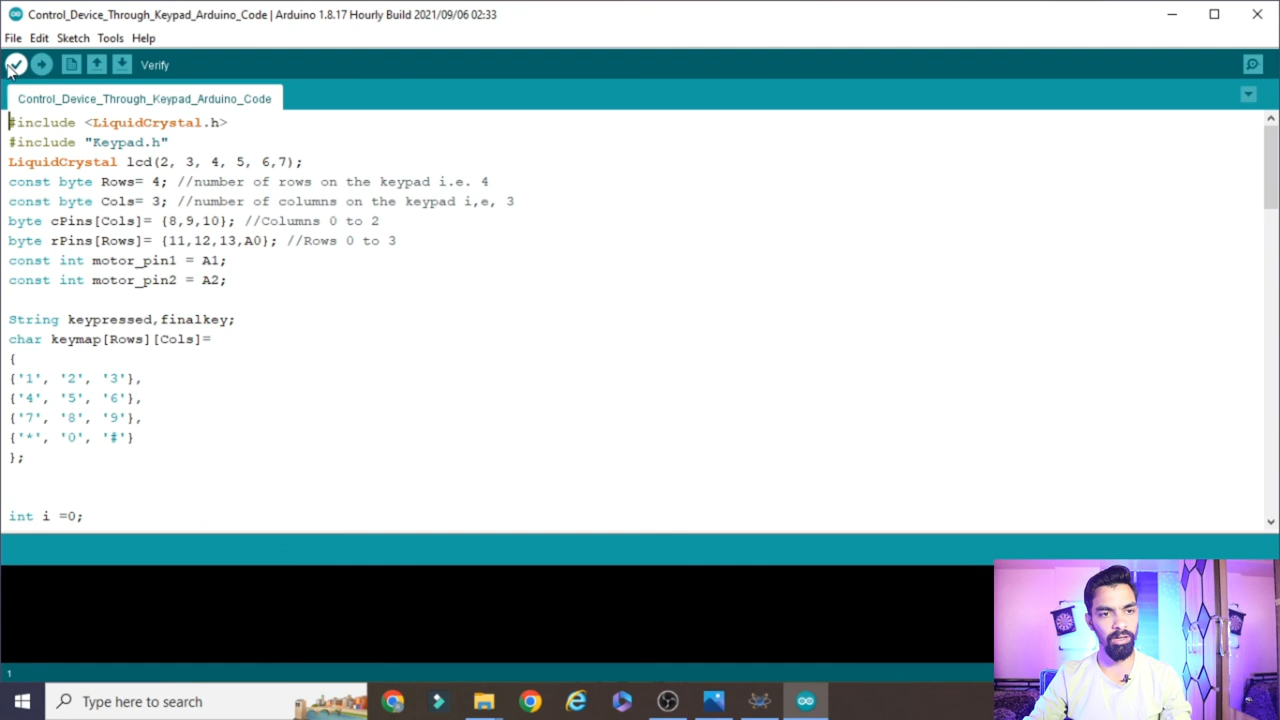 Control_Device_Through_Keypad_Arduino_Code | Arduino 1.8.17 Hourly Build 2021/09/06 02:33
File Edit Sketch Tools Help
Verify
Control_Device_Through_Keypad_Arduino_Code
#include <LiquidCrystal.h>
#include "Keypad.h"
LiquidCrystal lcd(2, 3, 4, 5, 6,7);
const byte Rows= 4; //number of rows on the keypad i.e. 4
const byte Cols= 3; //number of columns on the keypad i,e, 3
byte cPins[Cols]= {8,9,10}; //Columns 0 to 2
byte rPins[Rows]= {11,12,13,A0}; //Rows 0 to 3
const int motor_pin1 = A1;
const int motor_pin2 = A2;
String keypressed,finalkey;
char keymap[Rows][Cols]=
{
{'1', '2', '3'},
{'4', '5', '6'},
{'7', '8', '9'},
{'*', '0', '#'}
};
int i =0;
1
Type here to search